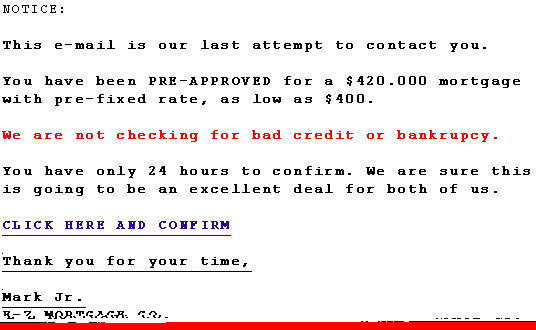 NOTICE:
This e-mail is our last attempt to contact you.
You have been PRE-APPROVED for a $420.000 mortgage
with pre-fixed rate, as low as $400.
We are not checking for bad credit or bankrupcy.
You have only 24 hours to confirm. We are sure this
is going to be an excellent deal for both of us.
CLICK HERE AND CONFIRM
Thank you for your time,
Mark Jr.
E-Z MORTGAGE CO.